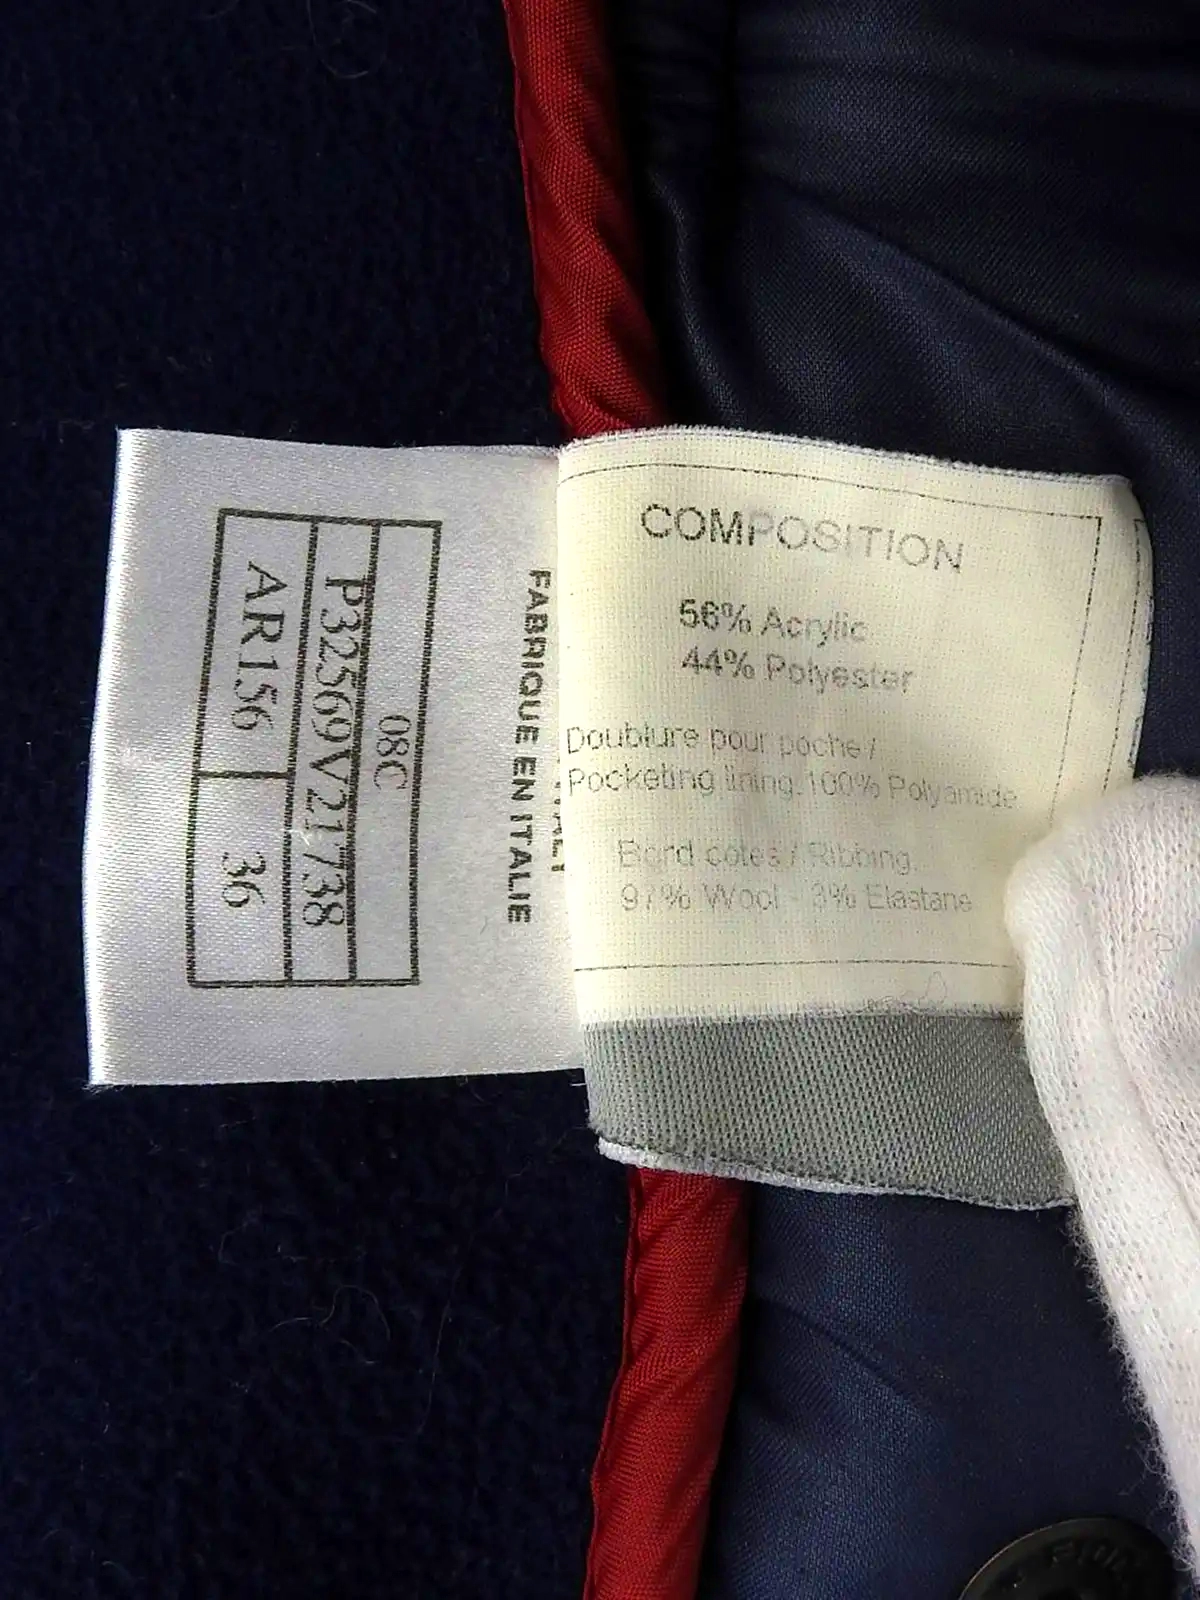 08C
P32569V21738
AR156
36
FABRIQUE EN ITALIE
COMPOSITION
56% Acrylic
44% Polyester
Doublure pour poche /
Pocketing lining: 100% Polyamide
Bord cotes / Ribbing:
97% Wool - 3% Elastane